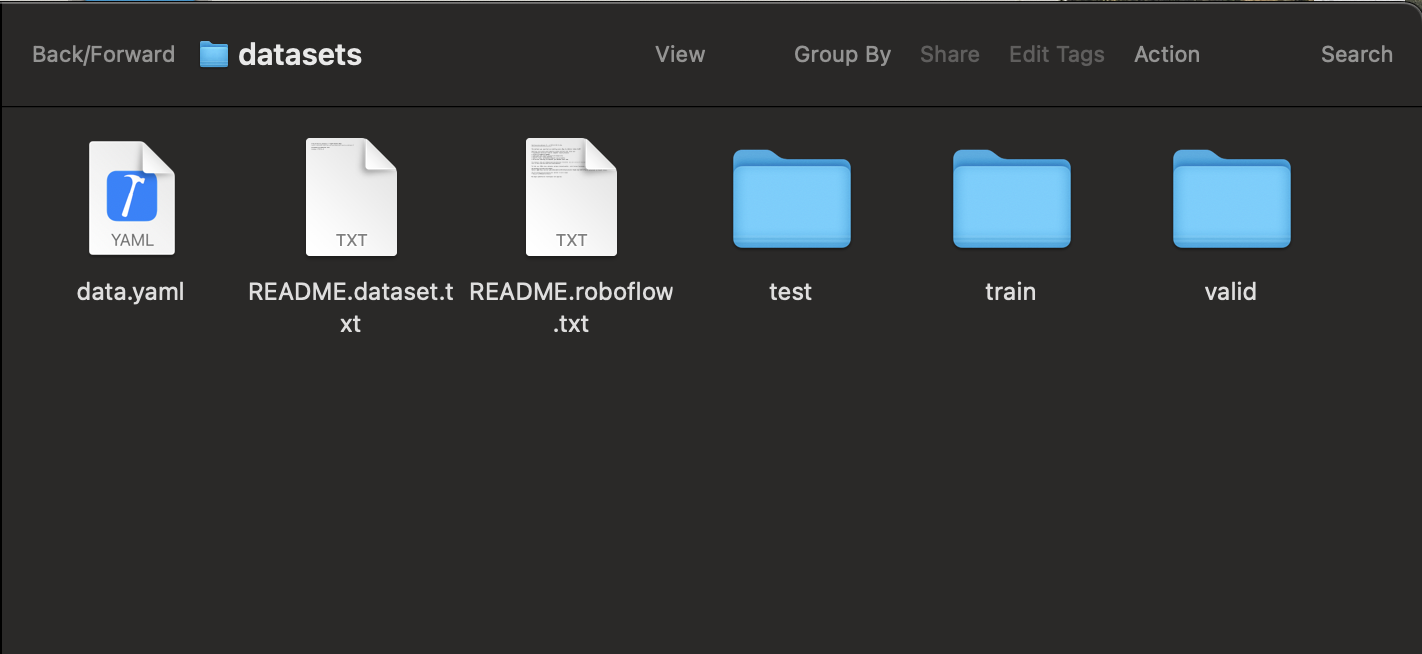 Back/Forward datasets View Group By Share Edit Tags Action Search
YAML TXT TXT
data.yaml README.dataset.t README.roboflow test train valid
xt .txt